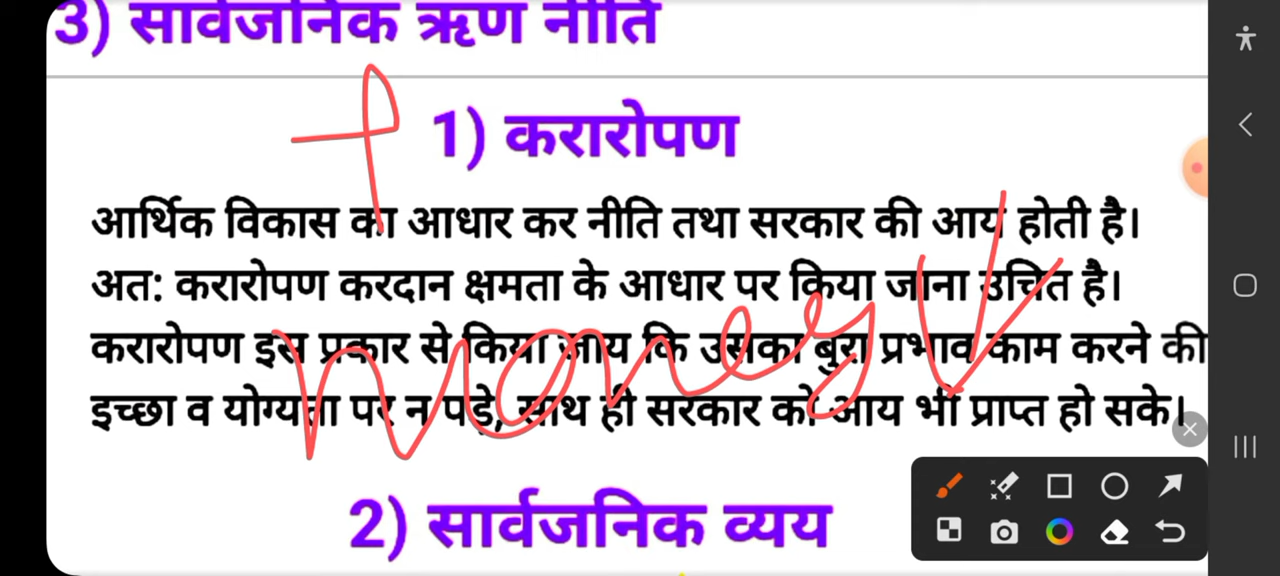 3) सार्वजनिक ऋण नीति
1) करारोपण
आर्थिक विकास का आधार कर नीति तथा सरकार की आय होती है।
अत: करारोपण करदान क्षमता के आधार पर किया जाना उचित है।
करारोपण इस प्रकार से किया जाय कि उसका बुरा प्रभाव काम करने की
इच्छा व योग्यता पर न पड़े, साथ ही सरकार को आय भी प्राप्त हो सके।
money
2) सार्वजनिक व्यय